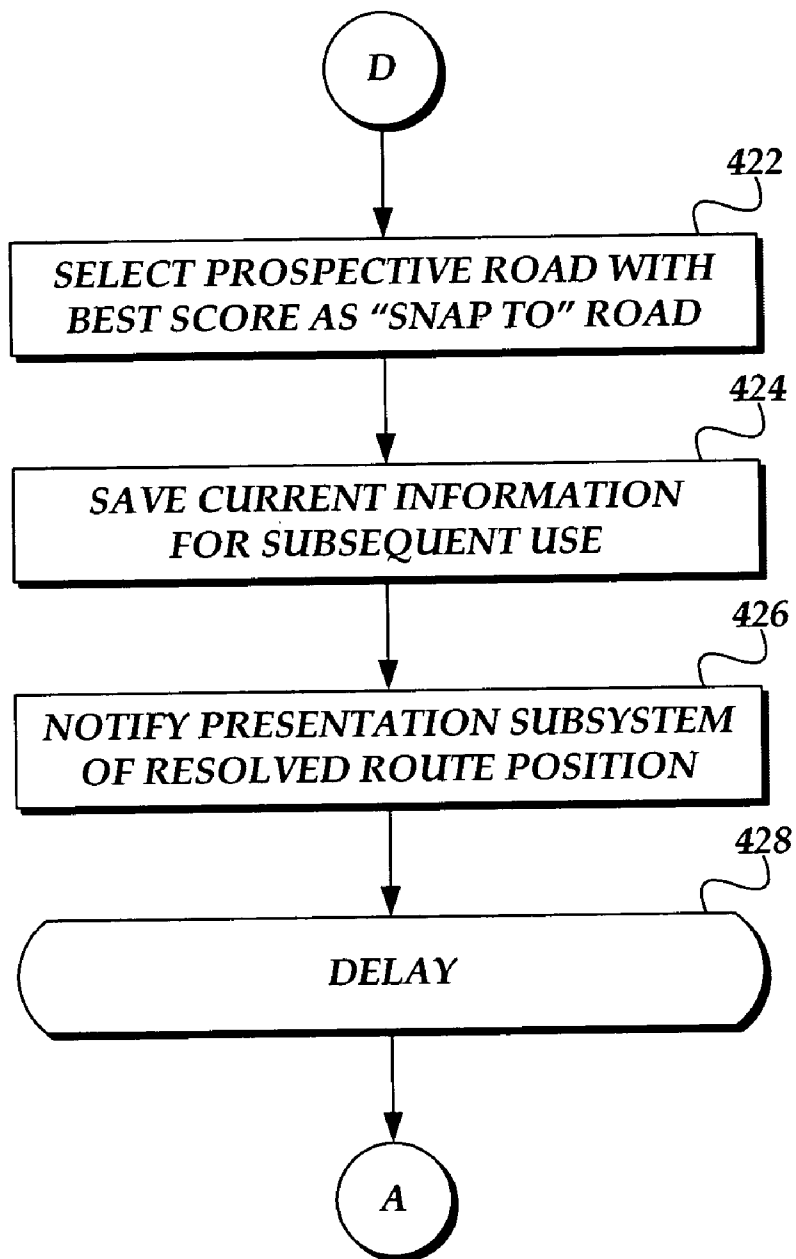 D
422
SELECT PROSPECTIVE ROAD WITH
BEST SCORE AS “SNAP TO” ROAD
424
SAVE CURRENT INFORMATION
FOR SUBSEQUENT USE
426
NOTIFY PRESENTATION SUBSYSTEM
OF RESOLVED ROUTE POSITION
428
DELAY
A